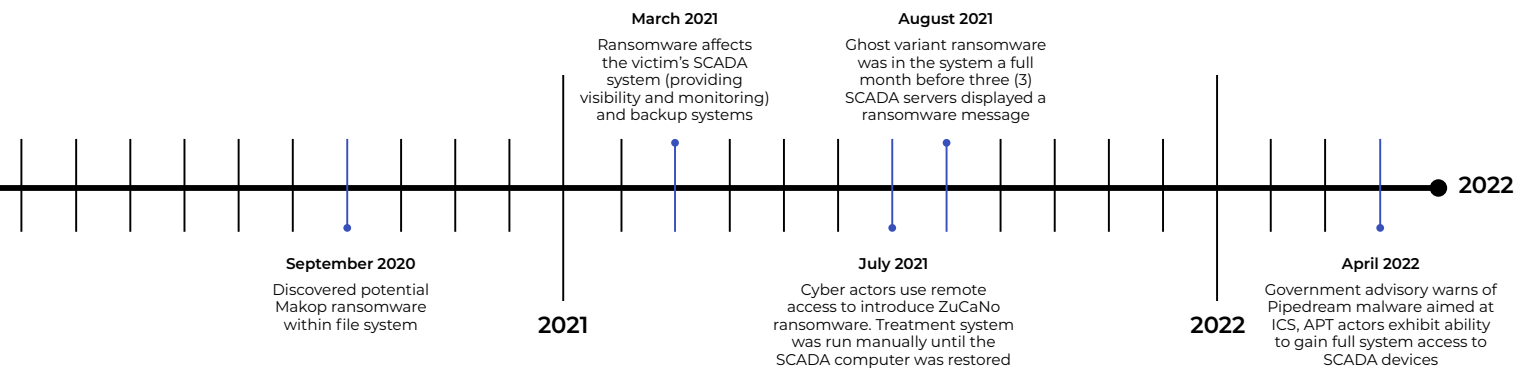 March 2021
Ransomware affects
the victim's SCADA
system (providing
visibility and monitoring)
and backup systems
August 2021
Ghost variant ransomware
was in the system a full
month before three (3)
SCADA servers displayed a
ransomware message
2022
September 2020
Discovered potential
Makop ransomware
within file system
2021
July 2021
Cyber actors use remote
access to introduce ZuCaNo
ransomware. Treatment system
was run manually until the
SCADA computer was restored
2022
April 2022
Government advisory warns of
Pipedream malware aimed at
ICS, APT actors exhibit ability
to gain full system access to
SCADA devices